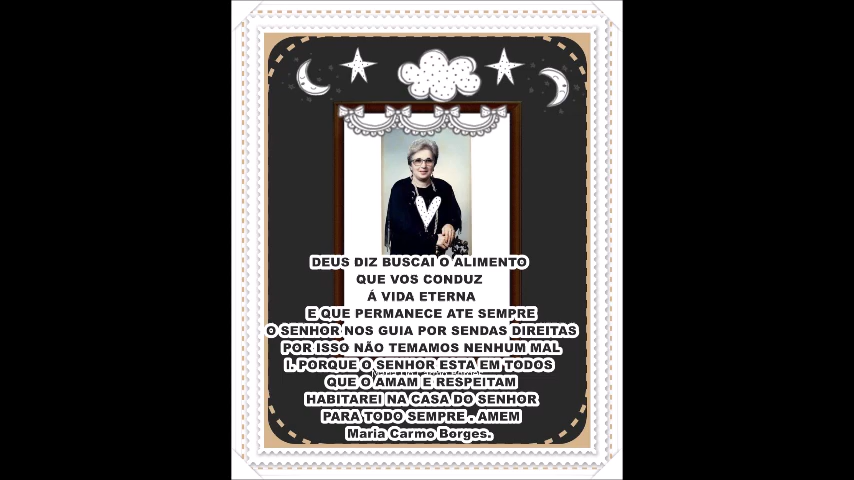 DEUS DIZ BUSCAI O ALIMENTO
QUE VOS CONDUZ
Á VIDA ETERNA
E QUE PERMANECE ATE SEMPRE
O SENHOR NOS GUIA POR SENDAS DIREITAS
POR ISSO NÃO TEMAMOS NENHUM MAL
I. PORQUE O SENHOR ESTA EM TODOS
QUE O AMAM E RESPEITAM
HABITAREI NA CASA DO SENHOR
PARA TODO SEMPRE . AMEM
Maria Carmo Borges.